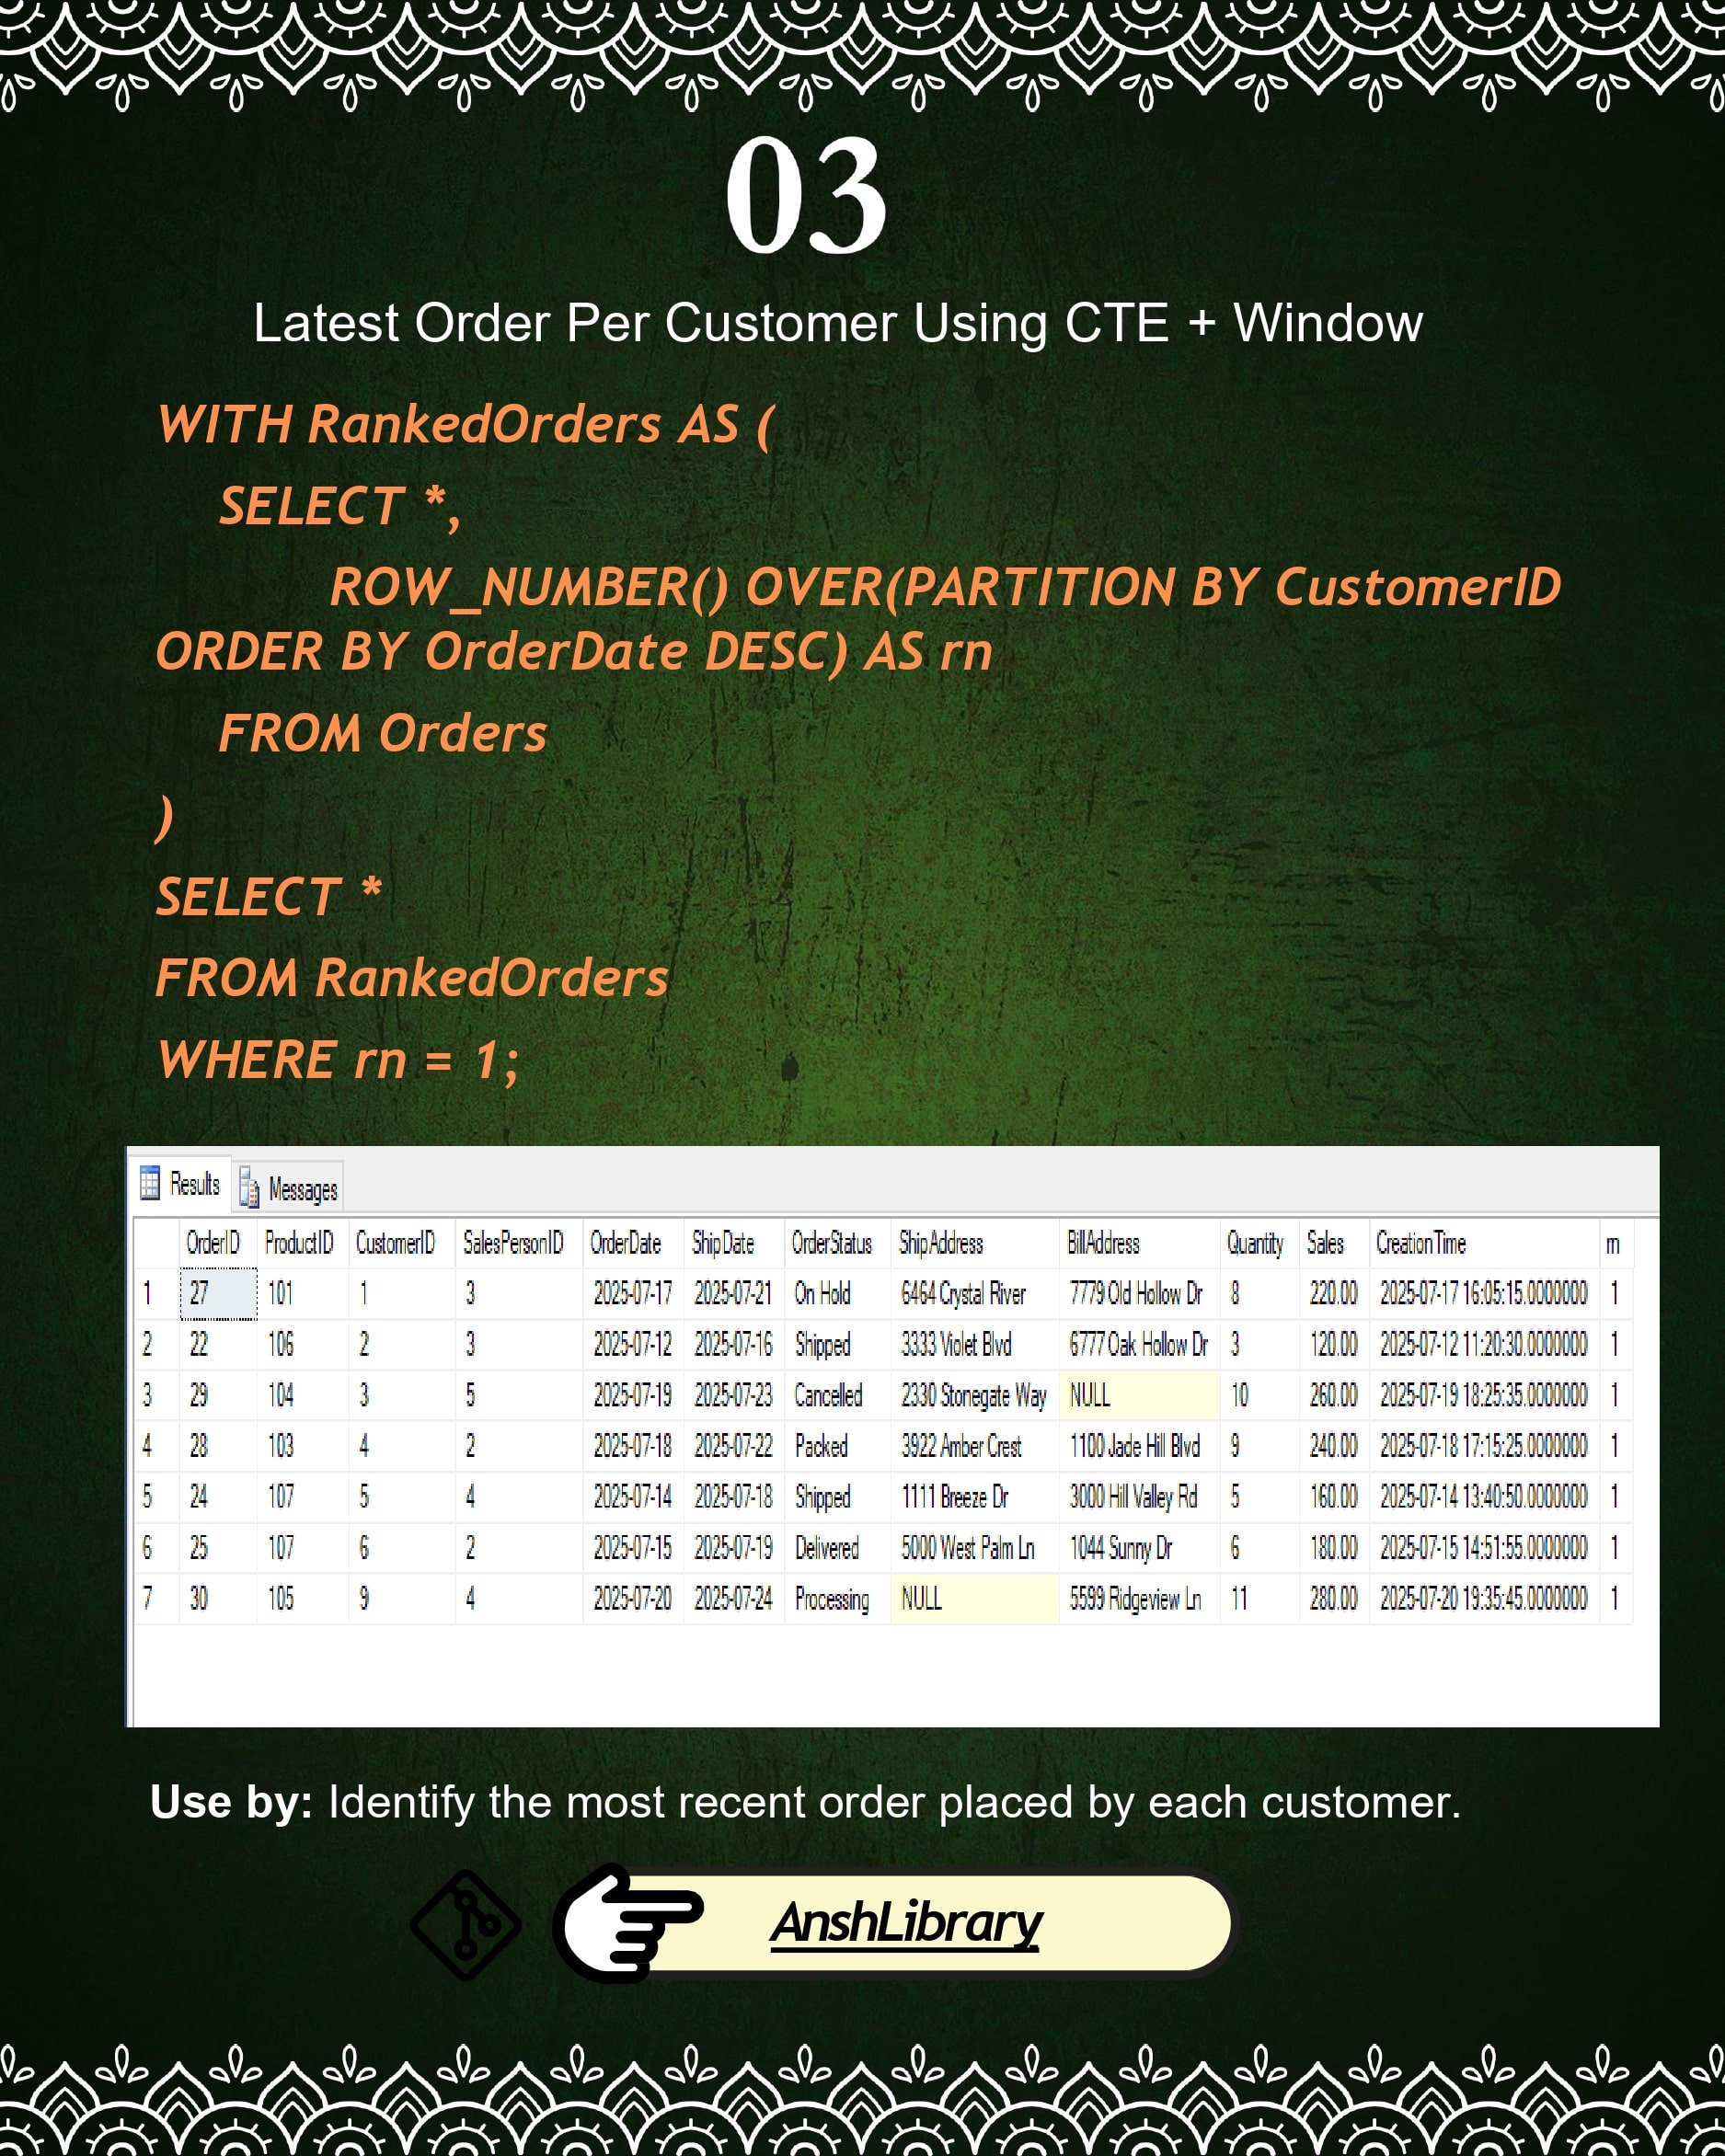 03
Latest Order Per Customer Using CTE + Window
WITH RankedOrders AS (
SELECT *,
ROW_NUMBER() OVER(PARTITION BY CustomerID
ORDER BY OrderDate DESC) AS rn
FROM Orders
)
SELECT *
FROM RankedOrders
WHERE rn = 1;
Results Messages
OrderID ProductID CustomerID SalesPersonID OrderDate ShipDate OrderStatus ShipAddress BillAddress Quantity Sales CreationTime rn
1 27 101 1 3 2025-07-17 2025-07-21 On Hold 6464 Crystal River 7779 Old Hollow Dr 8 220.00 2025-07-17 16:05:15.0000000 1
2 22 106 2 3 2025-07-12 2025-07-16 Shipped 3333 Violet Blvd 6777 Oak Hollow Dr 3 120.00 2025-07-12 11:20:30.0000000 1
3 29 104 3 5 2025-07-19 2025-07-23 Cancelled 2330 Stonegate Way NULL 10 260.00 2025-07-19 18:25:35.0000000 1
4 28 103 4 2 2025-07-18 2025-07-22 Packed 3922 Amber Crest 1100 Jade Hill Blvd 9 240.00 2025-07-18 17:15:25.0000000 1
5 24 107 5 4 2025-07-14 2025-07-18 Shipped 1111 Breeze Dr 3000 Hill Valley Rd 5 160.00 2025-07-14 13:40:50.0000000 1
6 25 107 6 2 2025-07-15 2025-07-19 Delivered 5000 West Palm Ln 1044 Sunny Dr 6 180.00 2025-07-15 14:51:55.0000000 1
7 30 105 9 4 2025-07-20 2025-07-24 Processing NULL 5599 Ridgeview Ln 11 280.00 2025-07-20 19:35:45.0000000 1
Use by: Identify the most recent order placed by each customer.
AnshLibrary